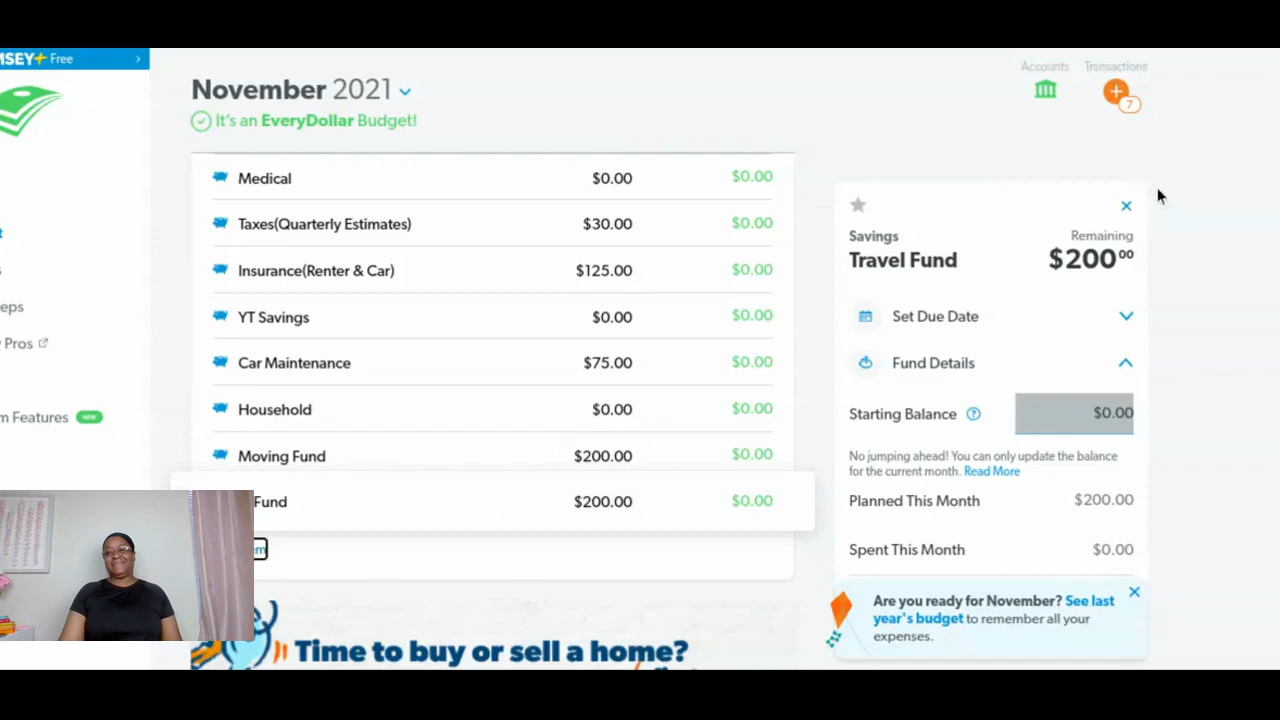 MSEY+ Free
November 2021
It's an EveryDollar Budget!
Accounts
Transactions
7
Medical $0.00 $0.00
Taxes(Quarterly Estimates) $30.00 $0.00
Insurance(Renter & Car) $125.00 $0.00
YT Savings $0.00 $0.00
Car Maintenance $75.00 $0.00
Household $0.00 $0.00
Moving Fund $200.00 $0.00
Fund $200.00 $0.00
em
eps
Pros
m Features NEW
Savings
Remaining
Travel Fund
$200 00
Set Due Date
Fund Details
Starting Balance ? $0.00
No jumping ahead! You can only update the balance
for the current month. Read More
Planned This Month $200.00
Spent This Month $0.00
Are you ready for November? See last
year's budget to remember all your
expenses.
Time to buy or sell a home?